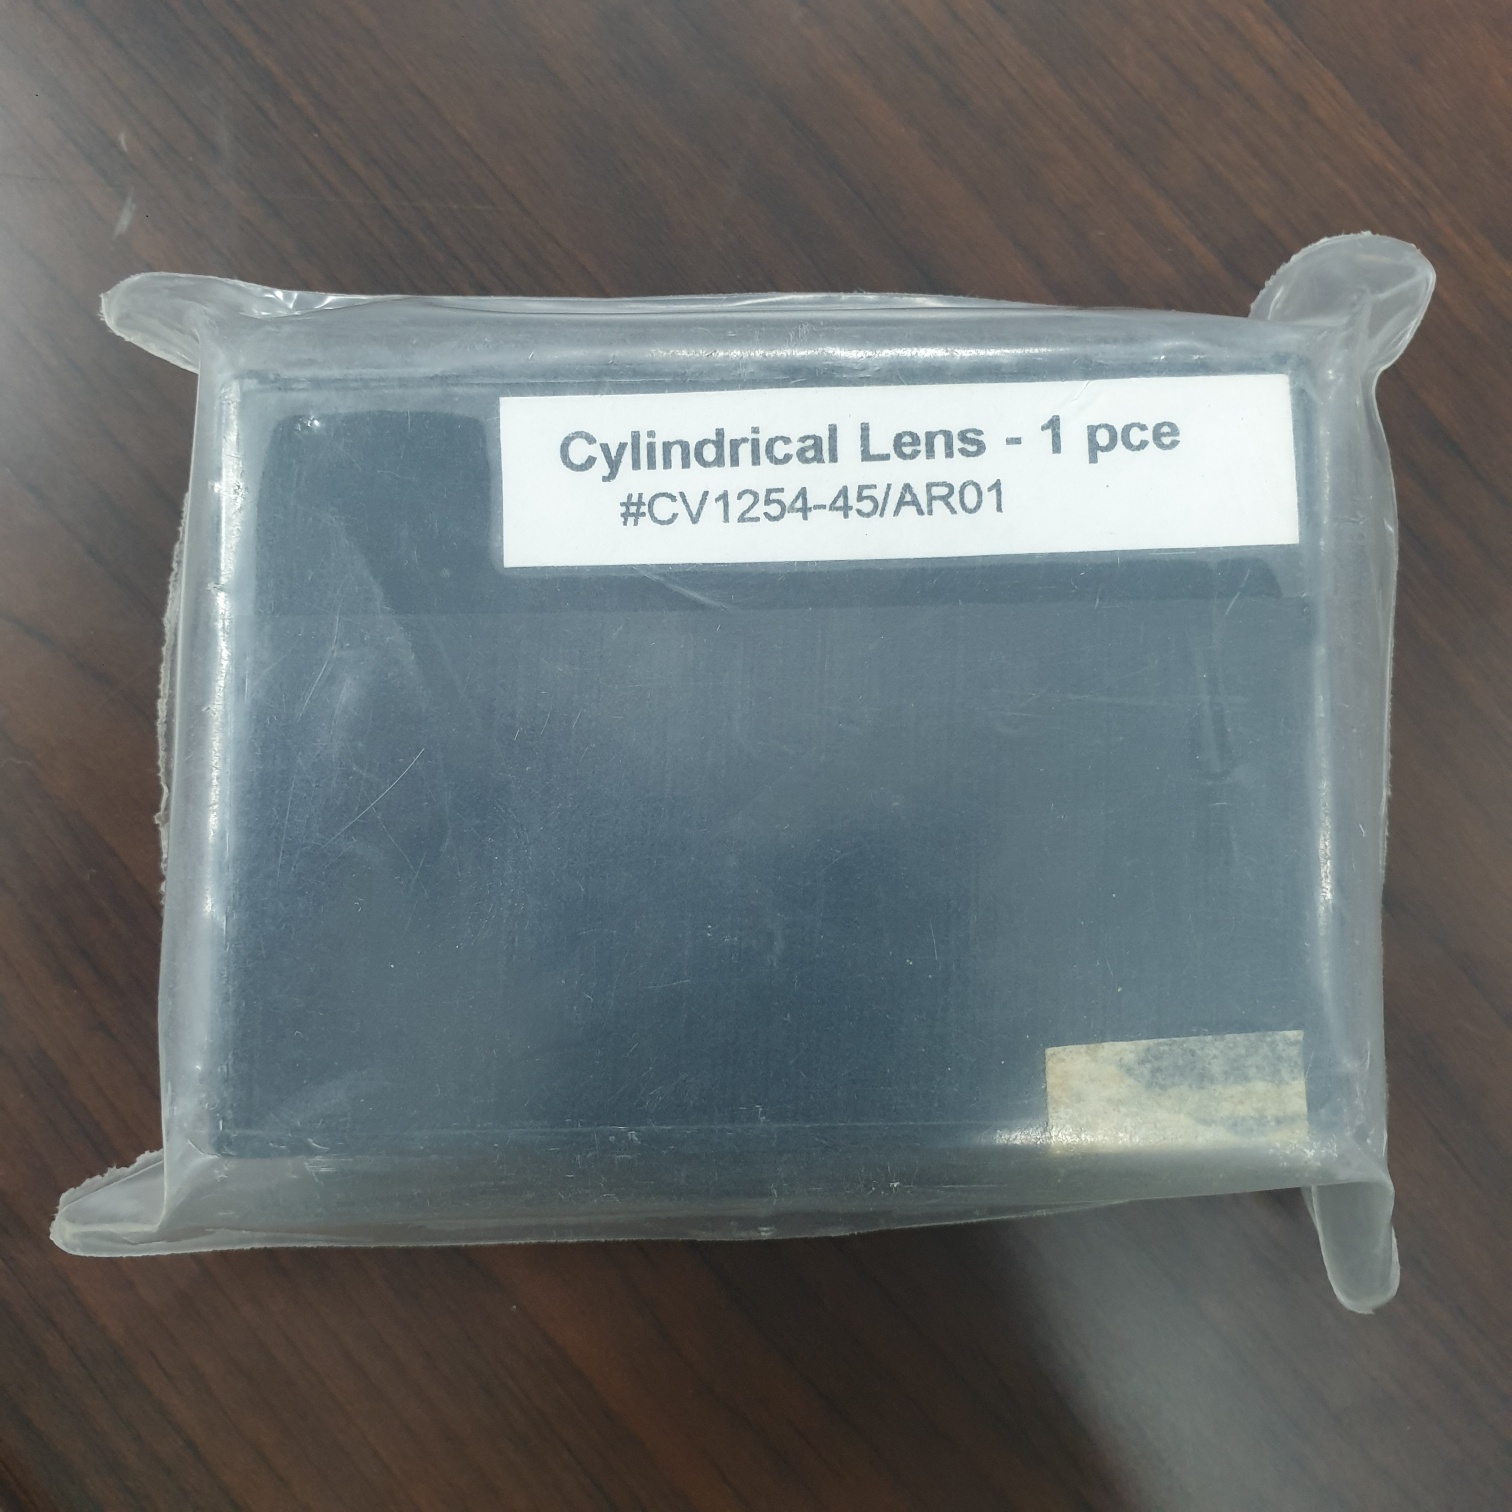 Cylindrical Lens - 1 pce
#CV1254-45/AR01